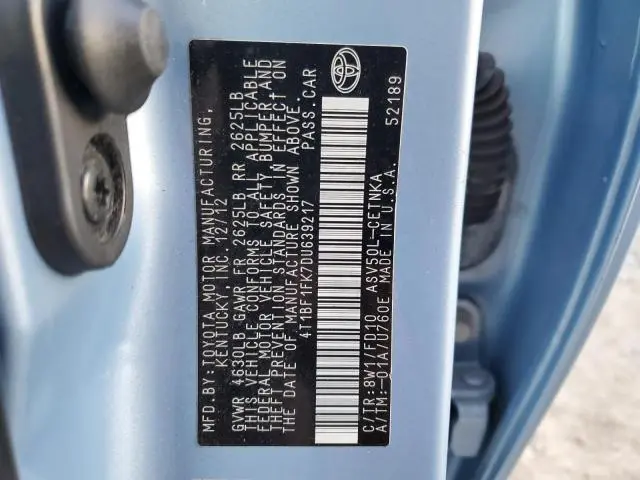 MFD.BY:TOYOTA MOTOR MANUFACTURING,
KENTUCKY, INC. 12/12
GVWR 4630LB GAWR FR 2625LB RR 2625LB
THIS VEHICLE CONFORMS TO ALL APPLICABLE
FEDERAL MOTOR VEHICLE SAFETY, BUMPER AND
THEFT PREVENTION STANDARDS IN EFFECT ON
THE DATE OF MANUFACTURE SHOWN ABOVE.
4T1BF1FK7DU639217 PASS.CAR
C/TR:8W1/FD10 ASV50L-CETNKA
A/TM:-01A/U760E MADE IN U.S.A. 52189